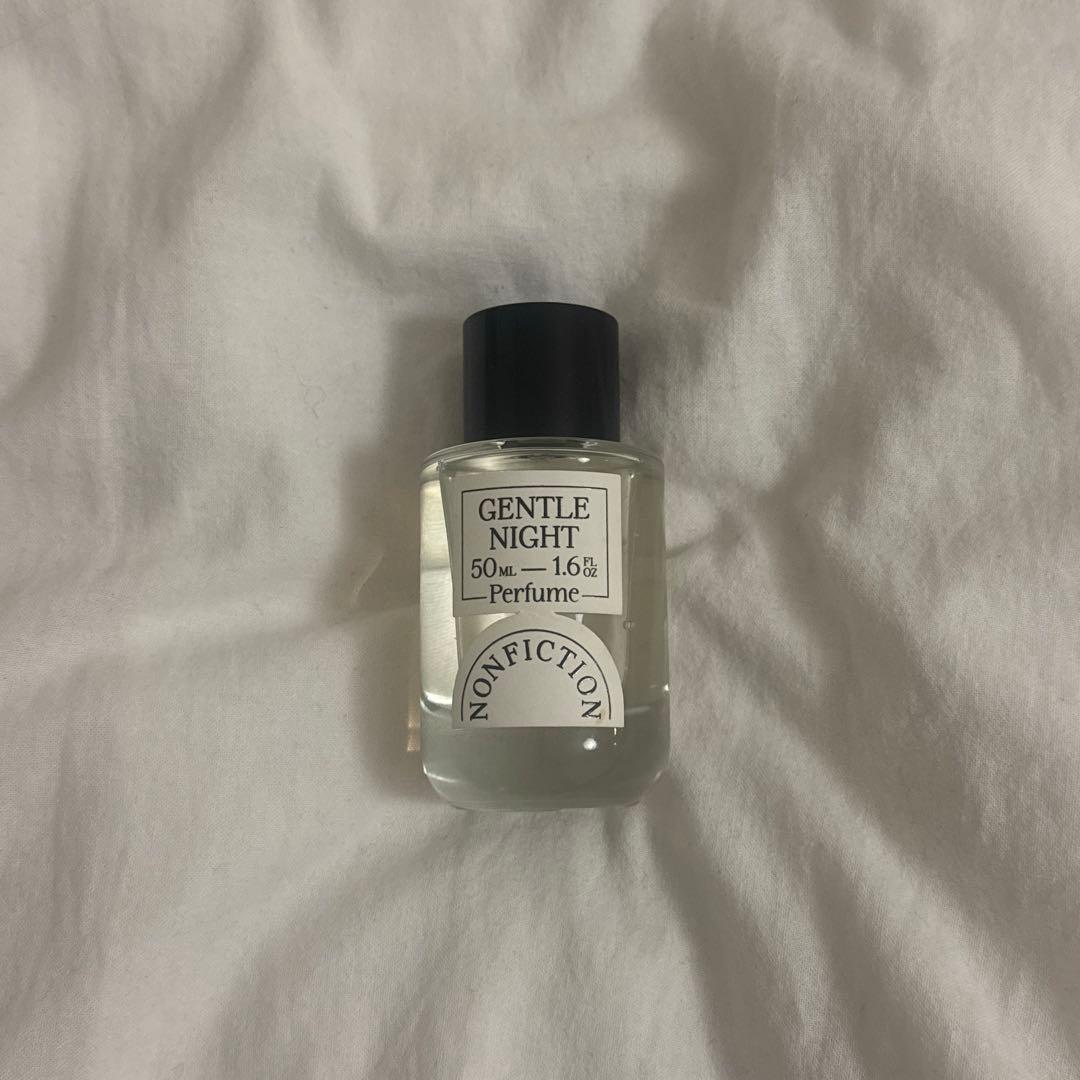 GENTLE
NIGHT
50ML — 1.6 FL OZ
Perfume
NONFICTION